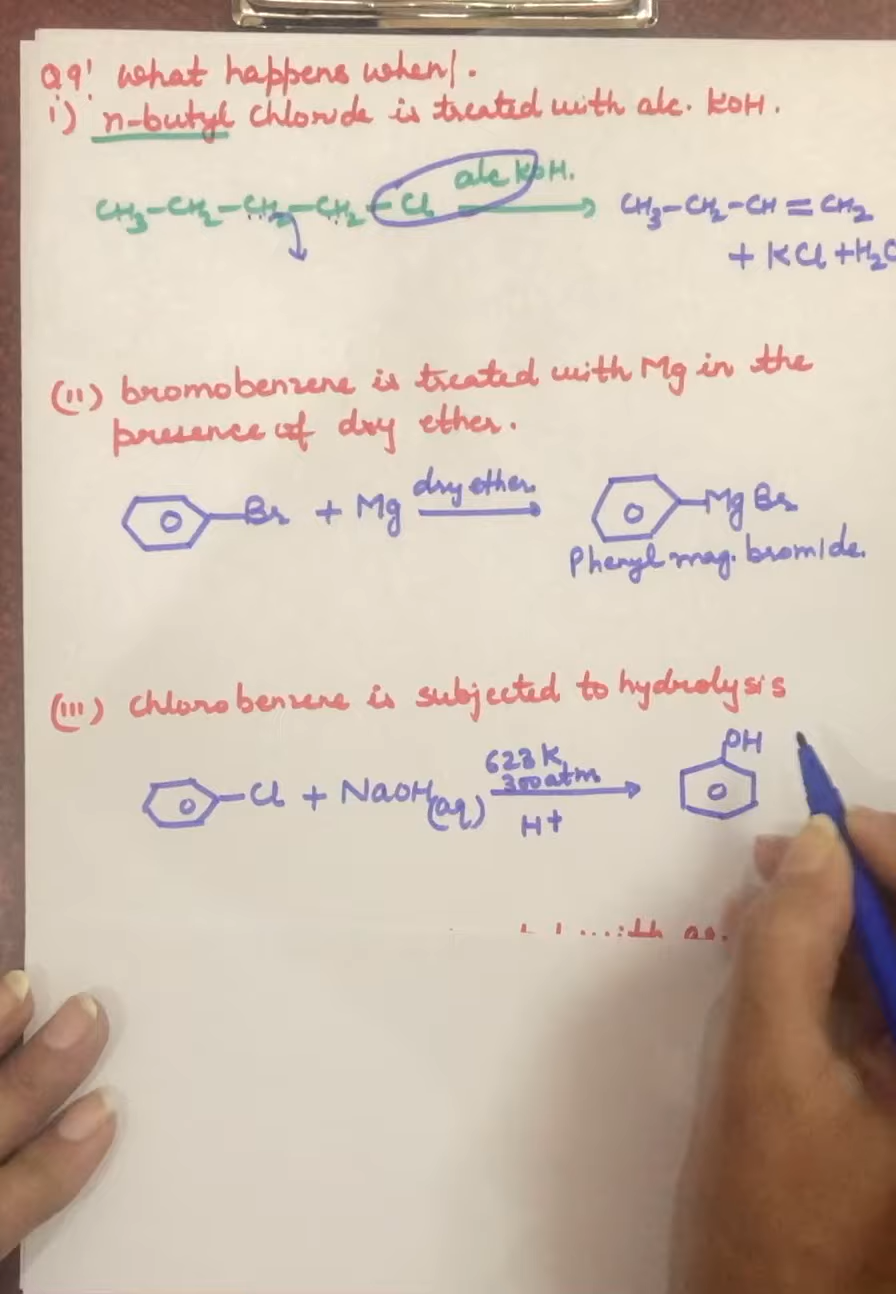 Q9! what happens when/.
i) n-butyl chloride is treated with alc. KOH.
CH3-CH2-CH2-CH2-Cl alc KOH. → CH3-CH2-CH=CH2
+ KCl + H2O
(ii) bromobenzene is treated with Mg in the
presence of dry ether.
Br + Mg dry ether → Mg Br
Phenyl mag. bromide.
(iii) chlorobenzene is subjected to hydrolysis
Cl + NaOH(aq) 623 K, 300 atm H+ → OH